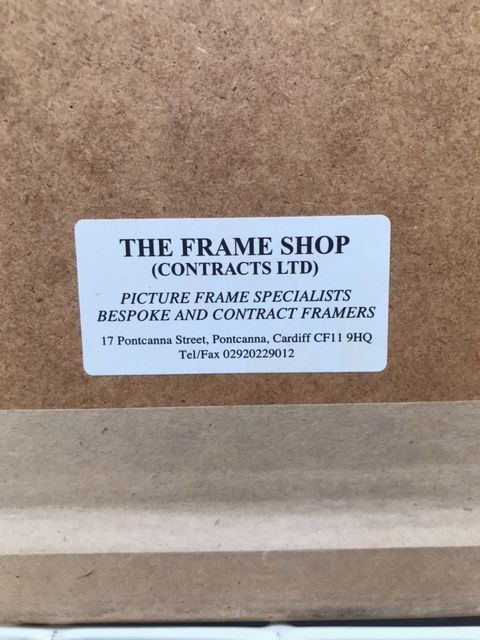 THE FRAME SHOP
(CONTRACTS LTD)
PICTURE FRAME SPECIALISTS
BESPOKE AND CONTRACT FRAMERS
17 Pontcanna Street, Pontcanna, Cardiff CF11 9HQ
Tel/Fax 02920229012